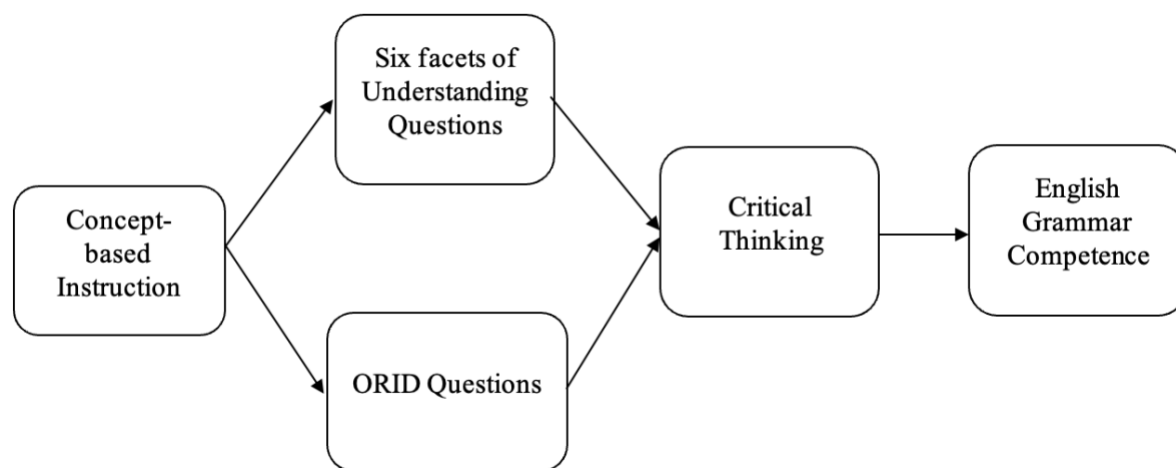 Six facets of
Understanding
Questions
Concept-
based
Instruction
ORID Questions
Critical
Thinking
English
Grammar
Competence